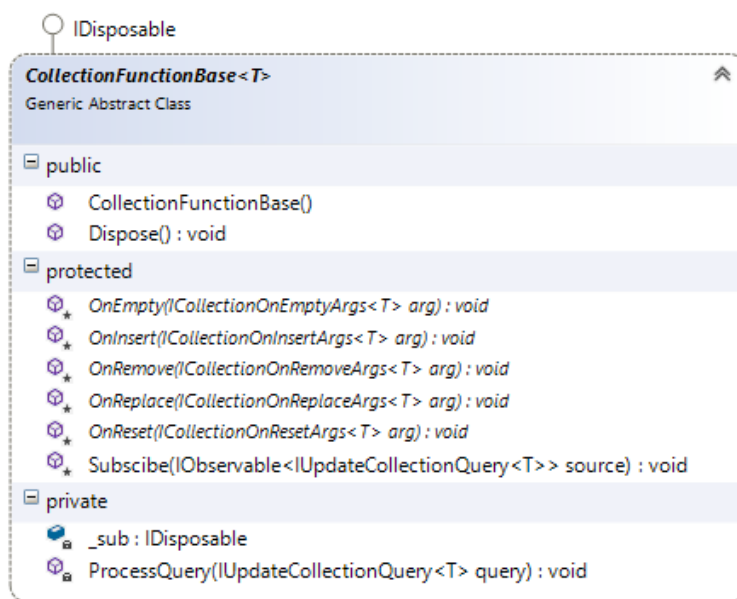 IDisposable
CollectionFunctionBase<T>
Generic Abstract Class
public
CollectionFunctionBase()
Dispose() : void
protected
OnEmpty(ICollectionOnEmptyArgs<T> arg) : void
OnInsert(ICollectionOnInsertArgs<T> arg) : void
OnRemove(ICollectionOnRemoveArgs<T> arg) : void
OnReplace(ICollectionOnReplaceArgs<T> arg) : void
OnReset(ICollectionOnResetArgs<T> arg) : void
Subscibe(IObservable<IUpdateCollectionQuery<T>> source) : void
private
_sub : IDisposable
ProcessQuery(IUpdateCollectionQuery<T> query) : void